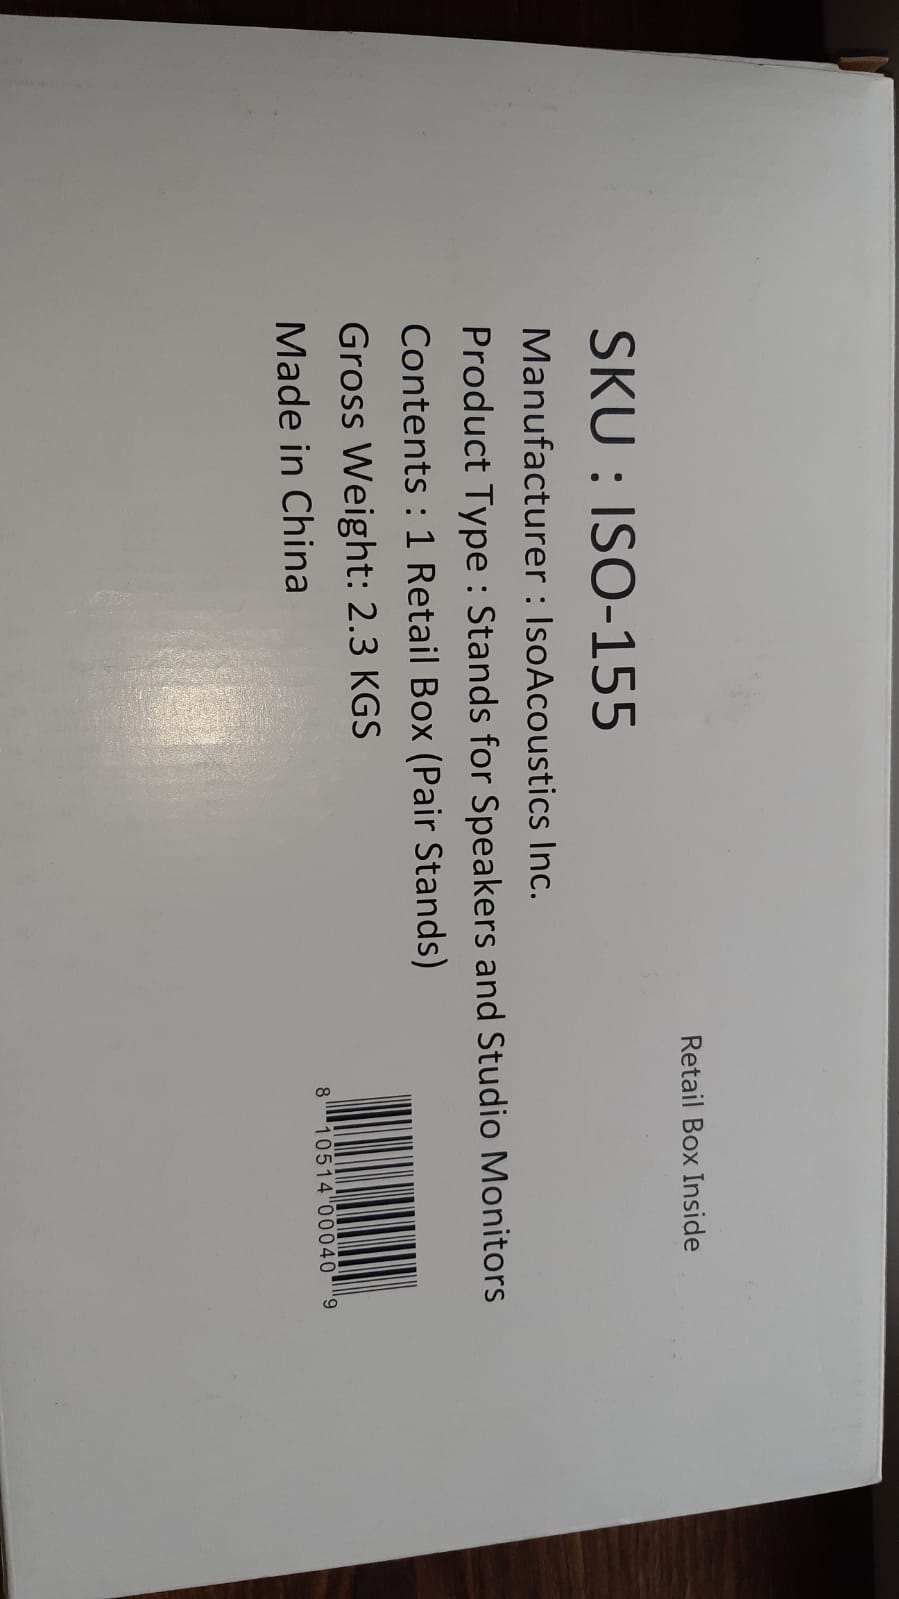 Retail Box Inside
SKU : ISO-155
Manufacturer : IsoAcoustics Inc.
Product Type : Stands for Speakers and Studio Monitors
Contents : 1 Retail Box (Pair Stands)
Gross Weight: 2.3 KGS
Made in China
8 10514 00040 9